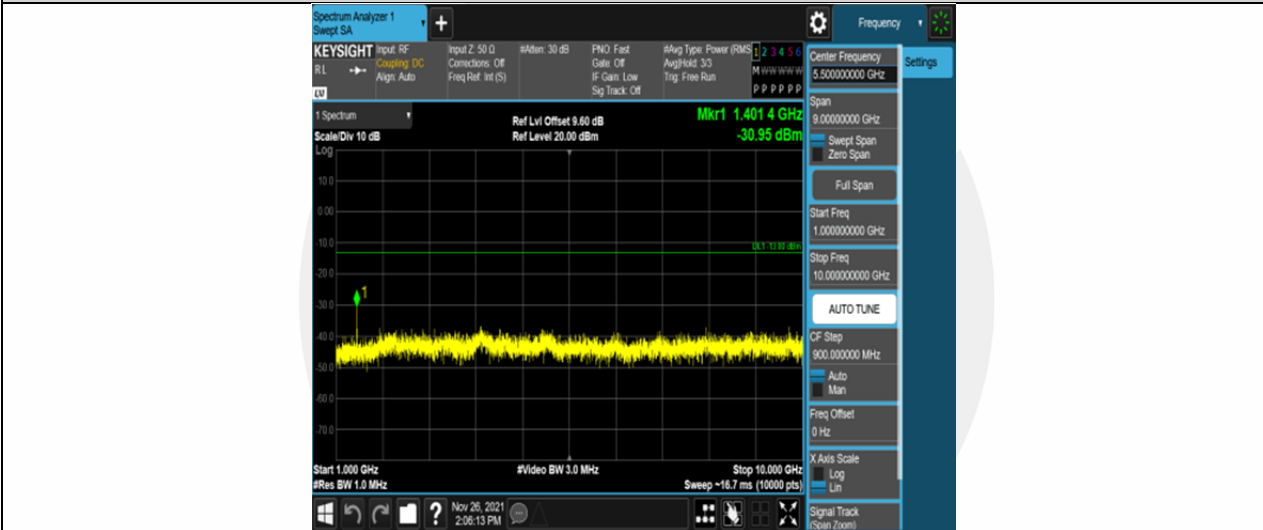 Spectrum Analyzer 1
Swept SA
+
Frequency
KEYSIGHT
RL
LV
Input: RF
Coupling: DC
Align: Auto
Input Z: 50 Ω
Corrections: Off
Freq Ref: Int (S)
#Atten: 30 dB
PNO: Fast
Gate: Off
IF Gain: Low
Sig Track: Off
#Avg Type: Power (RMS
Avg|Hold: 3/3
Trig: Free Run
1 2 3 4 5 6
M W W W W W
P P P P P P
1 Spectrum
Scale/Div 10 dB
Ref Lvl Offset 9.60 dB
Ref Level 20.00 dBm
Mkr1 1.401 4 GHz
-30.95 dBm
Log
10.0
0.00
-10.0
-20.0
-30.0
-40.0
-50.0
-60.0
-70.0
DL1 -13.00 dBm
1
Start 1.000 GHz
#Res BW 1.0 MHz
#Video BW 3.0 MHz
Stop 10.000 GHz
Sweep ~16.7 ms (10000 pts)
Center Frequency
5.500000000 GHz
Settings
Span
9.00000000 GHz
Swept Span
Zero Span
Full Span
Start Freq
1.000000000 GHz
Stop Freq
10.000000000 GHz
AUTO TUNE
CF Step
900.000000 MHz
Auto
Man
Freq Offset
0 Hz
X Axis Scale
Log
Lin
Signal Track
(Span Zoom)
?
Nov 26, 2021
2:06:13 PM